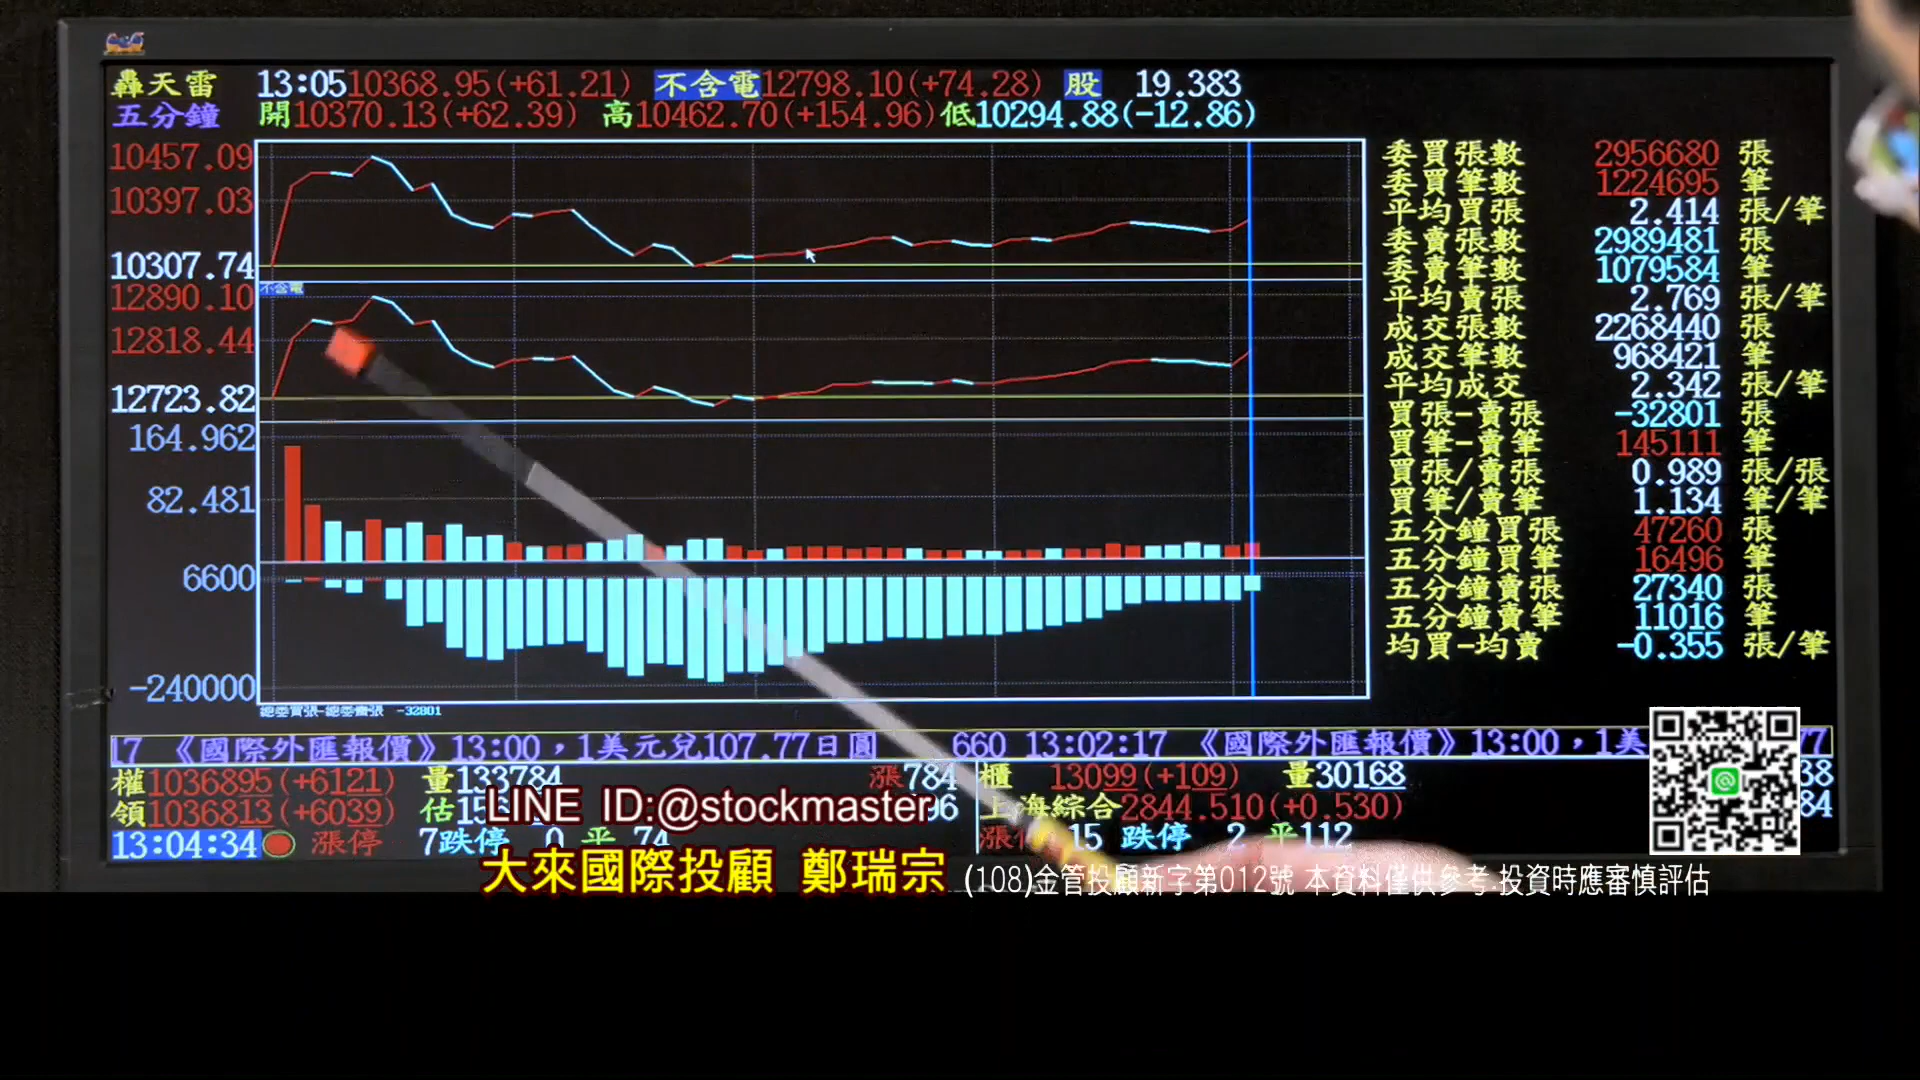 轟天雷 13:05 10368.95(+61.21) 不含電 12798.10(+74.28) 股 19.383
五分鐘 開10370.13(+62.39) 高10462.70(+154.96) 低10294.88(-12.86)
10457.09
10397.03
10307.74
不含電
12890.10
12818.44
12723.82
164.962
82.481
6600
-240000
總委買張-總委賣張 -32801
委買張數 2956680 張
委買筆數 1224695 筆
平均買張 2.414 張/筆
委賣張數 2989481 張
委賣筆數 1079584 筆
平均賣張 2.769 張/筆
成交張數 2268440 張
成交筆數 968421 筆
平均成交 2.342 張/筆
買張-賣張 -32801 張
買筆-賣筆 145111 筆
買張/賣張 0.989 張/張
買筆/賣筆 1.134 筆/筆
五分鐘買張 47260 張
五分鐘買筆 16496 筆
五分鐘賣張 27340 張
五分鐘賣筆 11016 筆
均買-均賣 -0.355 張/筆
17 《國際外匯報價》13:00，1美元兌107.77日圓 660 13:02:17 《國際外匯報價》13:00，1美 77
權1036895(+6121) 量133784 漲784 櫃 13099(+109) 量30168 38
領1036813(+6039) 估15 96 上海綜合2844.510(+0.530) 84
13:04:34 漲停 7跌停 0 平 74 漲 15 跌停 2 平112
LINE ID:@stockmaster
大來國際投顧 鄭瑞宗 (108)金管投顧新字第012號 本資料僅供參考.投資時應審慎評估